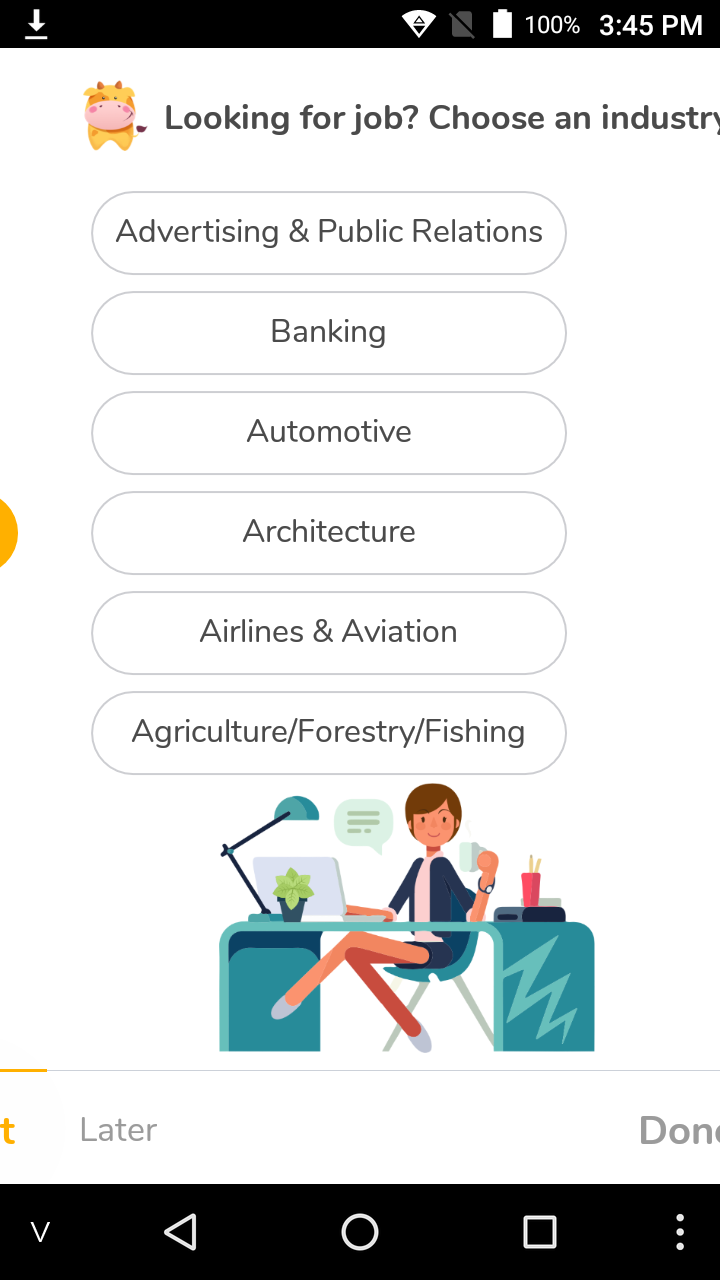 100% 3:45 PM
Looking for job? Choose an industry
Advertising & Public Relations
Banking
Automotive
Architecture
Airlines & Aviation
Agriculture/Forestry/Fishing
t Later Done